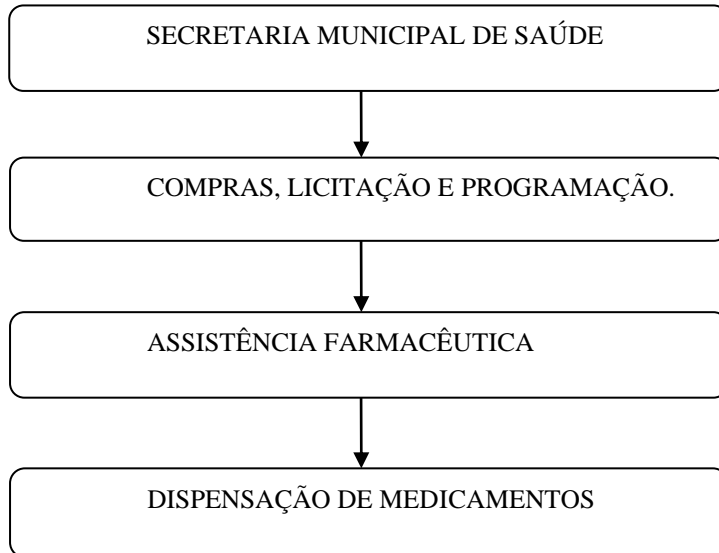 SECRETARIA MUNICIPAL DE SAÚDE
COMPRAS, LICITAÇÃO E PROGRAMAÇÃO.
ASSISTÊNCIA FARMACÊUTICA
DISPENSAÇÃO DE MEDICAMENTOS